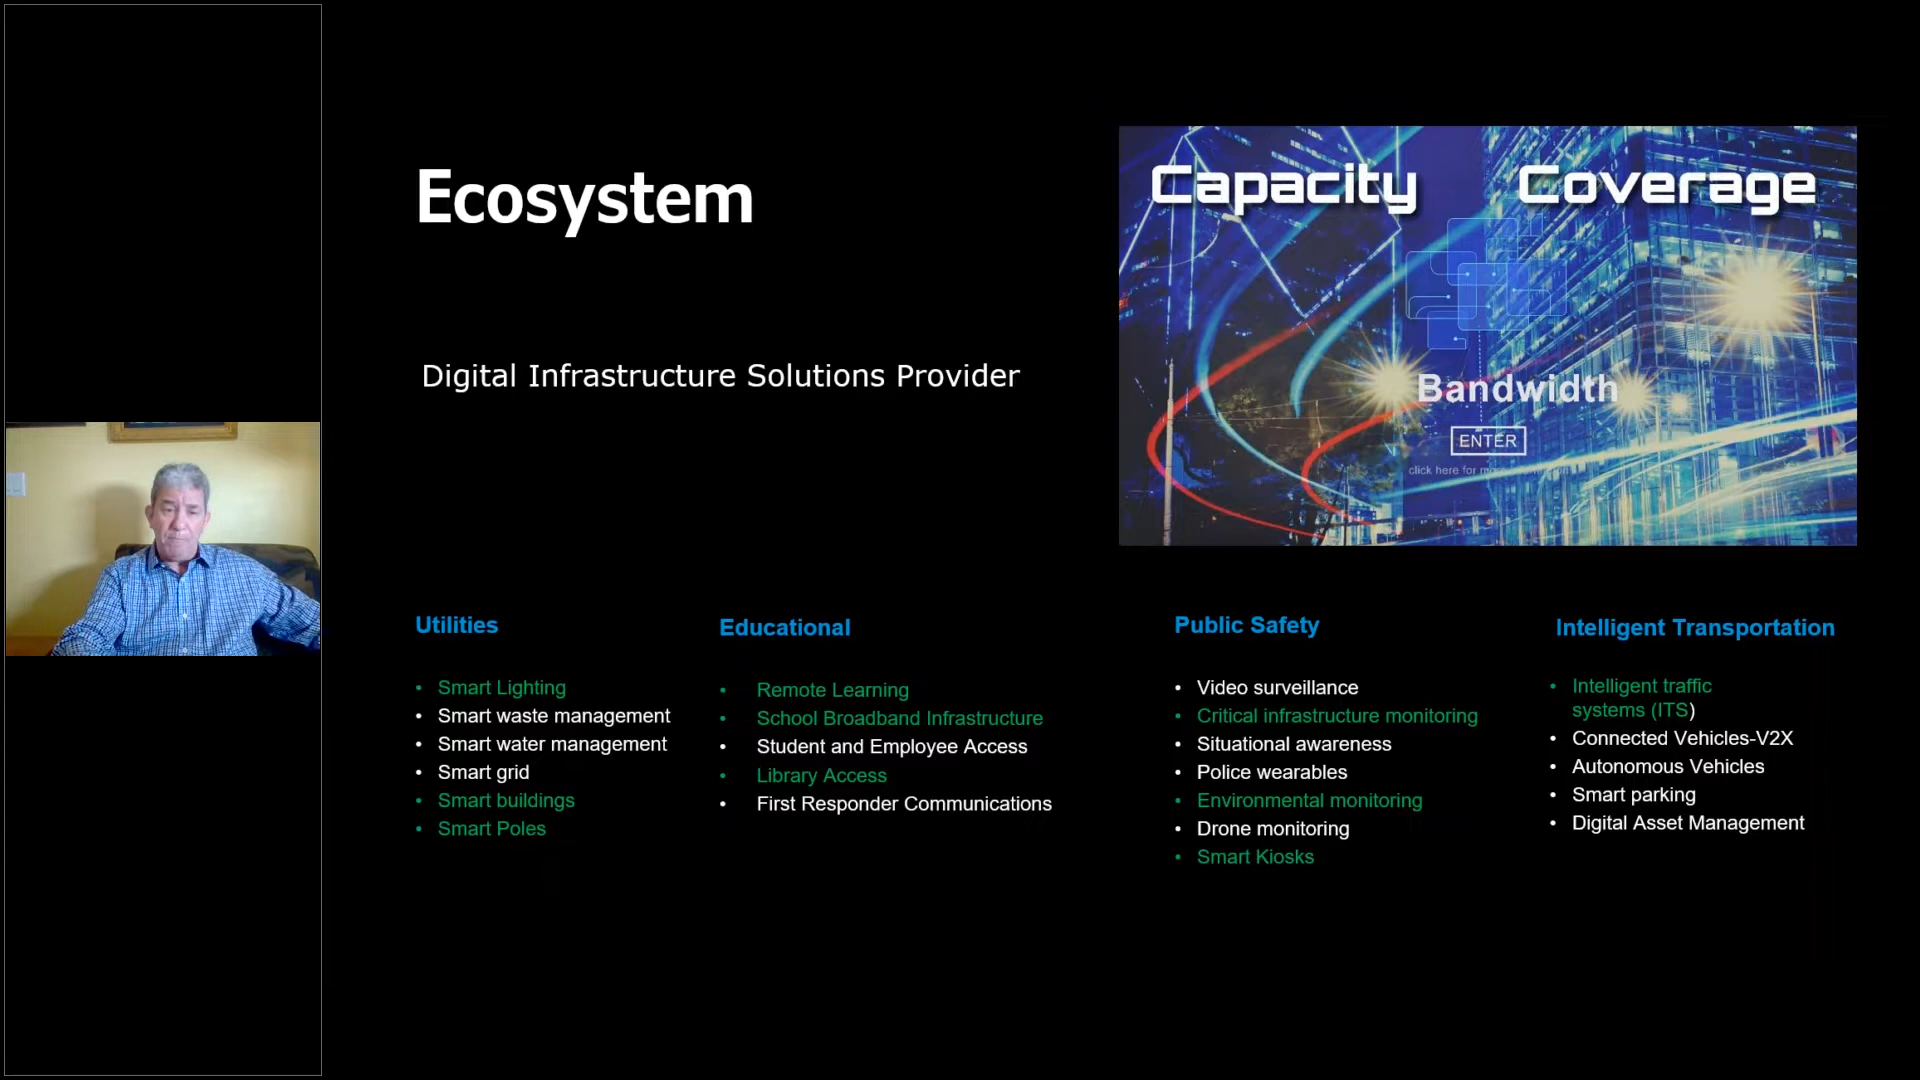 Ecosystem
Digital Infrastructure Solutions Provider
Capacity Coverage
Bandwidth
ENTER
click here for
Utilities
• Smart Lighting
• Smart waste management
• Smart water management
• Smart grid
• Smart buildings
• Smart Poles
Educational
• Remote Learning
• School Broadband Infrastructure
• Student and Employee Access
• Library Access
• First Responder Communications
Public Safety
• Video surveillance
• Critical infrastructure monitoring
• Situational awareness
• Police wearables
• Environmental monitoring
• Drone monitoring
• Smart Kiosks
Intelligent Transportation
• Intelligent traffic
systems (ITS)
• Connected Vehicles-V2X
• Autonomous Vehicles
• Smart parking
• Digital Asset Management